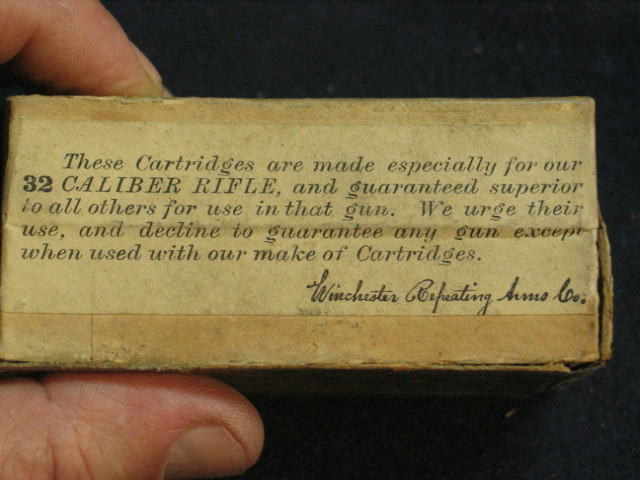 These Cartridges are made especially for our
32 CALIBER RIFLE, and guaranteed superior
to all others for use in that gun. We urge their
use, and decline to guarantee any gun except
when used with our make of Cartridges.
Winchester Repeating Arms Co.